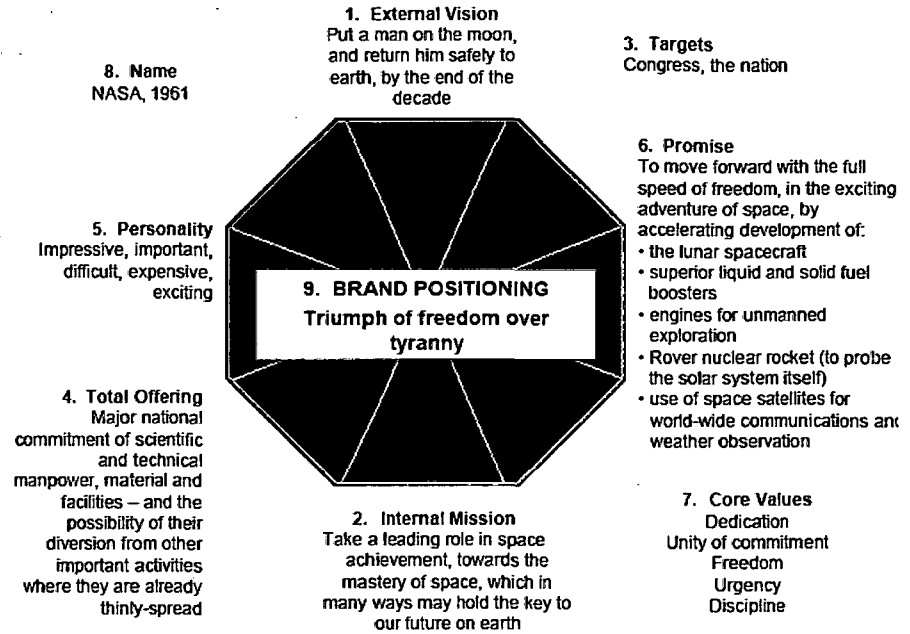 1. External Vision
Put a man on the moon,
and return him safely to
earth, by the end of the
decade
3. Targets
Congress, the nation
8. Name
NASA, 1961
6. Promise
To move forward with the full
speed of freedom, in the exciting
adventure of space, by
accelerating development of:
• the lunar spacecraft
• superior liquid and solid fuel
boosters
• engines for unmanned
exploration
• Rover nuclear rocket (to probe
the solar system itself)
• use of space satellites for
world-wide communications and
weather observation
5. Personality
Impressive, important,
difficult, expensive,
exciting
9. BRAND POSITIONING
Triumph of freedom over
tyranny
4. Total Offering
Major national
commitment of scientific
and technical
manpower, material and
facilities – and the
possibility of their
diversion from other
important activities
where they are already
thinly-spread
2. Internal Mission
Take a leading role in space
achievement, towards the
mastery of space, which in
many ways may hold the key to
our future on earth
7. Core Values
Dedication
Unity of commitment
Freedom
Urgency
Discipline